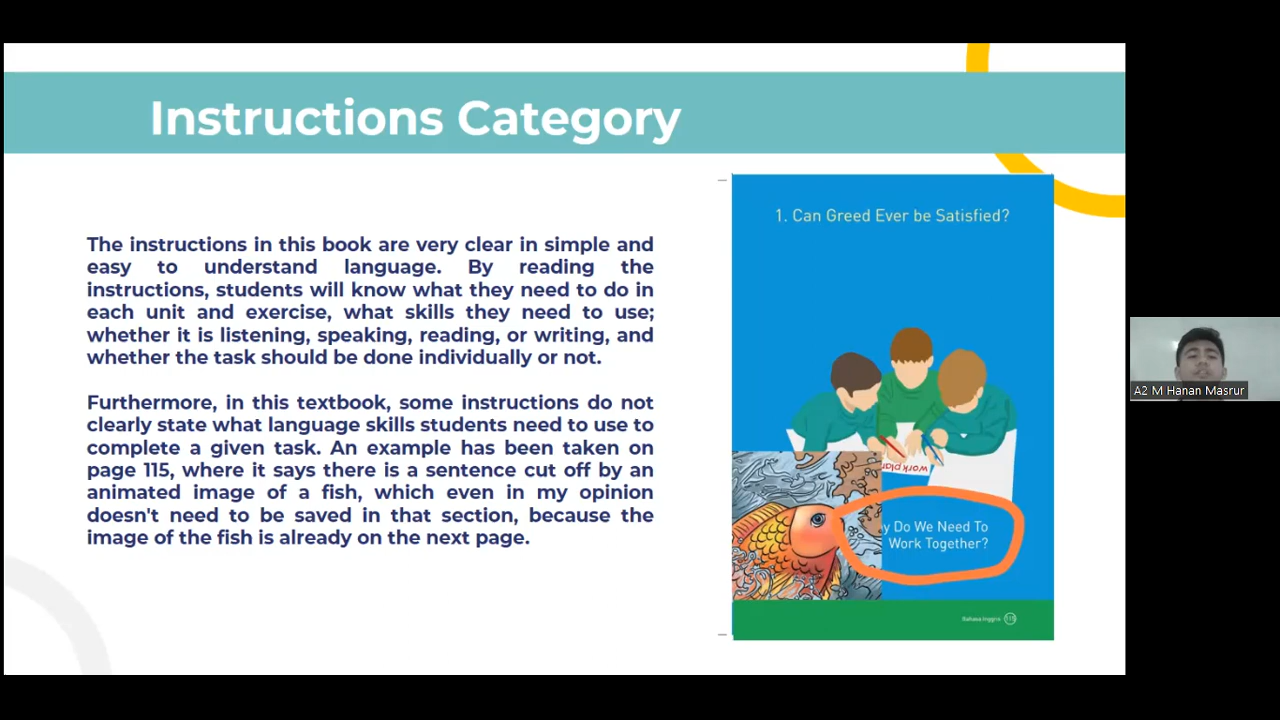 Instructions Category
The instructions in this book are very clear in simple and
easy to understand language. By reading the
instructions, students will know what they need to do in
each unit and exercise, what skills they need to use;
whether it is listening, speaking, reading, or writing, and
whether the task should be done individually or not.
Furthermore, in this textbook, some instructions do not
clearly state what language skills students need to use to
complete a given task. An example has been taken on
page 115, where it says there is a sentence cut off by an
animated image of a fish, which even in my opinion
doesn't need to be saved in that section, because the
image of the fish is already on the next page.
1. Can Greed Ever be Satisfied?
work plan
y Do We Need To
Work Together?
Bahasa Inggris 115
A2 M Hanan Masrur